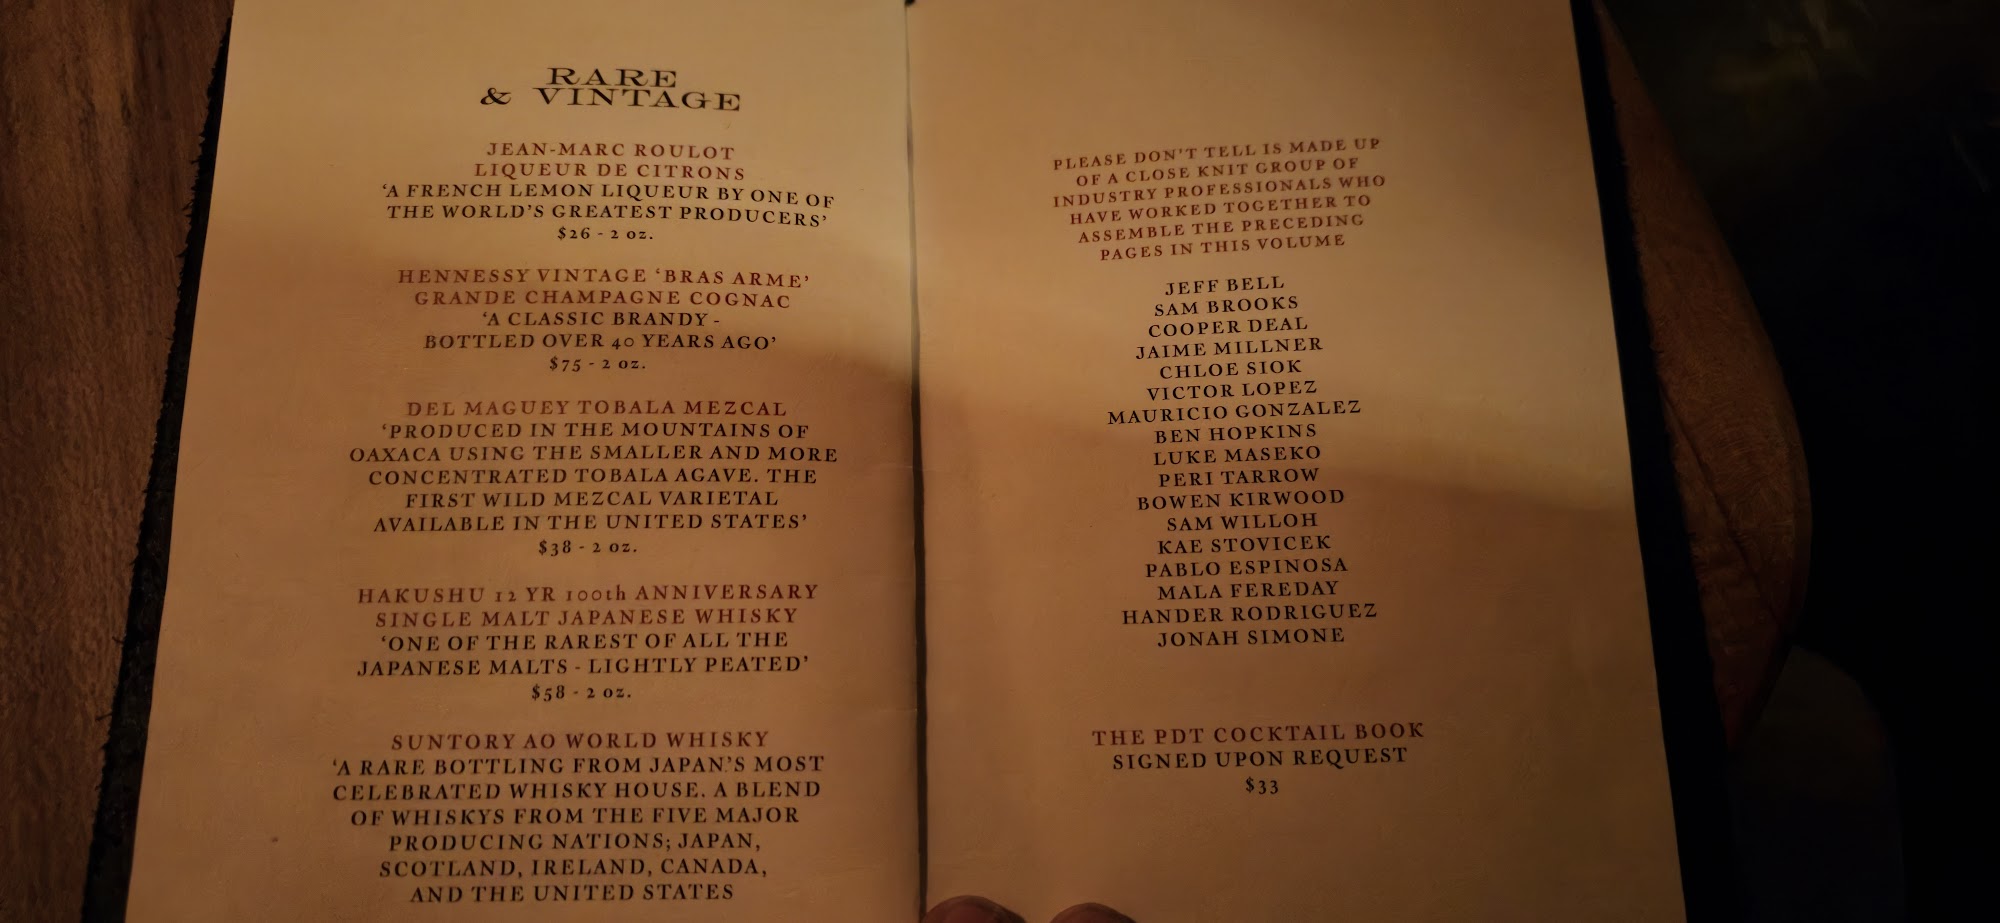 RARE
& VINTAGE
JEAN-MARC ROULOT
LIQUEUR DE CITRONS
‘A FRENCH LEMON LIQUEUR BY ONE OF
THE WORLD’S GREATEST PRODUCERS’
$26 - 2 oz.
HENNESSY VINTAGE ‘BRAS ARME’
GRANDE CHAMPAGNE COGNAC
‘A CLASSIC BRANDY -
BOTTLED OVER 40 YEARS AGO’
$75 - 2 oz.
DEL MAGUEY TOBALA MEZCAL
‘PRODUCED IN THE MOUNTAINS OF
OAXACA USING THE SMALLER AND MORE
CONCENTRATED TOBALA AGAVE. THE
FIRST WILD MEZCAL VARIETAL
AVAILABLE IN THE UNITED STATES’
$38 - 2 oz.
HAKUSHU 12 YR 100th ANNIVERSARY
SINGLE MALT JAPANESE WHISKY
‘ONE OF THE RAREST OF ALL THE
JAPANESE MALTS - LIGHTLY PEATED’
$58 - 2 oz.
SUNTORY AO WORLD WHISKY
‘A RARE BOTTLING FROM JAPAN’S MOST
CELEBRATED WHISKY HOUSE. A BLEND
OF WHISKYS FROM THE FIVE MAJOR
PRODUCING NATIONS; JAPAN,
SCOTLAND, IRELAND, CANADA,
AND THE UNITED STATES
PLEASE DON’T TELL IS MADE UP
OF A CLOSE KNIT GROUP OF
INDUSTRY PROFESSIONALS WHO
HAVE WORKED TOGETHER TO
ASSEMBLE THE PRECEDING
PAGES IN THIS VOLUME
JEFF BELL
SAM BROOKS
COOPER DEAL
JAIME MILLNER
CHLOE SIOK
VICTOR LOPEZ
MAURICIO GONZALEZ
BEN HOPKINS
LUKE MASEKO
PERI TARROW
BOWEN KIRWOOD
SAM WILLOH
KAE STOVICEK
PABLO ESPINOSA
MALA FEREDAY
HANDER RODRIGUEZ
JONAH SIMONE
THE PDT COCKTAIL BOOK
SIGNED UPON REQUEST
$33